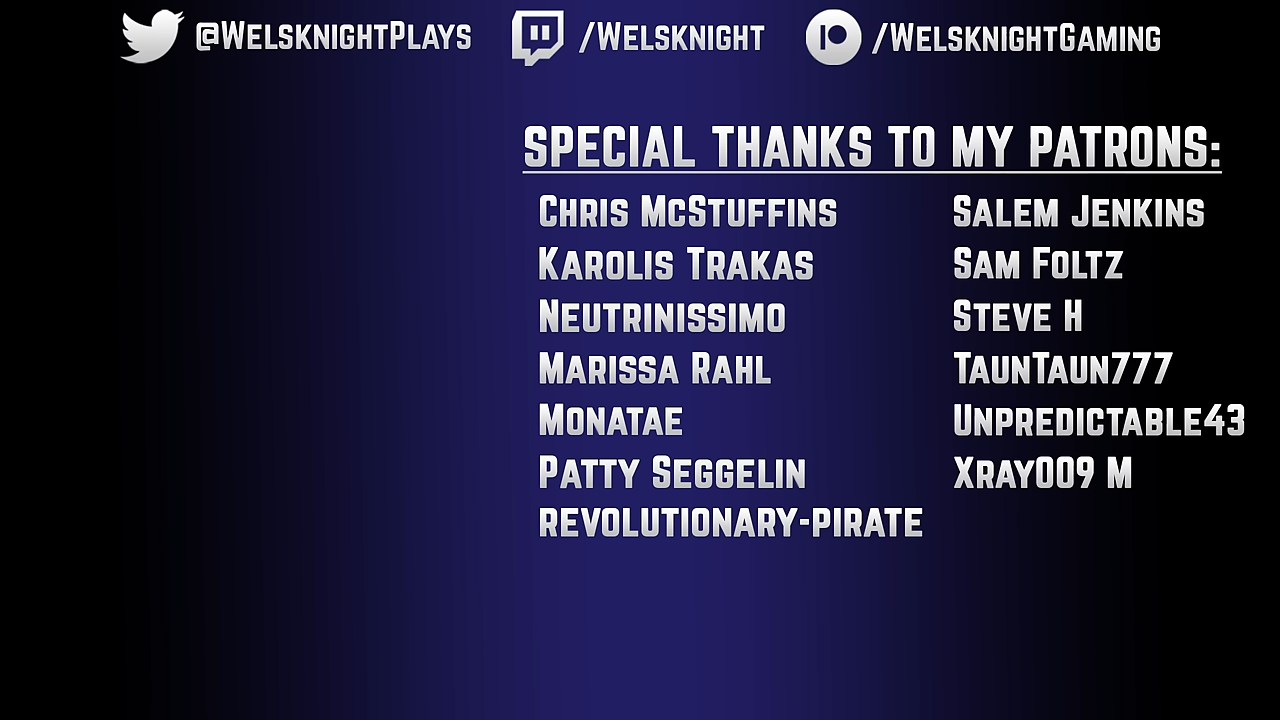 @WelsknightPlays /Welsknight /WelsknightGaming
SPECIAL THANKS TO MY PATRONS:
Chris McStuffins
Karolis Trakas
Neutrinissimo
Marissa Rahl
Monatae
Patty Seggelin
revolutionary-pirate
Salem Jenkins
Sam Foltz
Steve H
TaunTaun777
Unpredictable43
Xray009 M